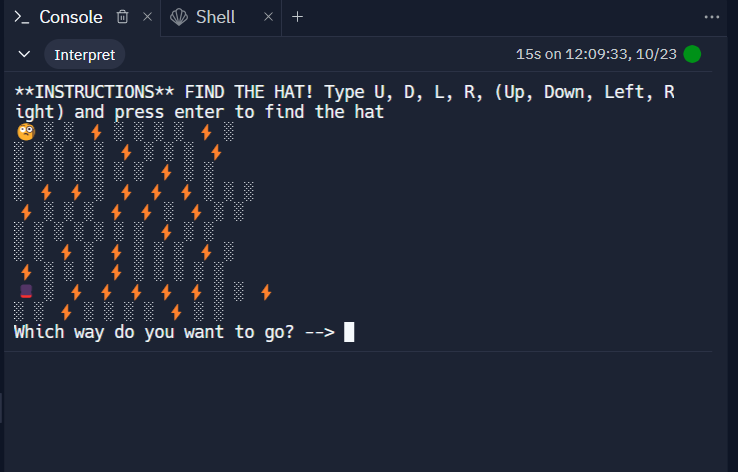 Console
Shell
Interpret
15s on 12:09:33, 10/23
**INSTRUCTIONS** FIND THE HAT! Type U, D, L, R, (Up, Down, Left, R
ight) and press enter to find the hat
🧐 ░ ░ ⚡ ░ ░ ░ ░ ⚡ ░
░ ░ ░ ░ ░ ⚡ ░ ░ ░ ⚡
░ ░ ░ ░ ░ ░ ░ ⚡ ░ ░
░ ⚡ ⚡ ░ ⚡ ⚡ ⚡ ░ ░ ░
⚡ ░ ░ ░ ⚡ ⚡ ░ ⚡ ░ ░
░ ░ ░ ░ ░ ░ ░ ⚡ ░ ░
░ ░ ⚡ ░ ⚡ ░ ░ ░ ⚡ ░
⚡ ░ ░ ░ ⚡ ░ ░ ░ ░ ░
🎩 ░ ⚡ ⚡ ⚡ ⚡ ⚡ ░ ░ ⚡
░ ░ ⚡ ░ ░ ░ ░ ⚡ ░ ░
Which way do you want to go? -->